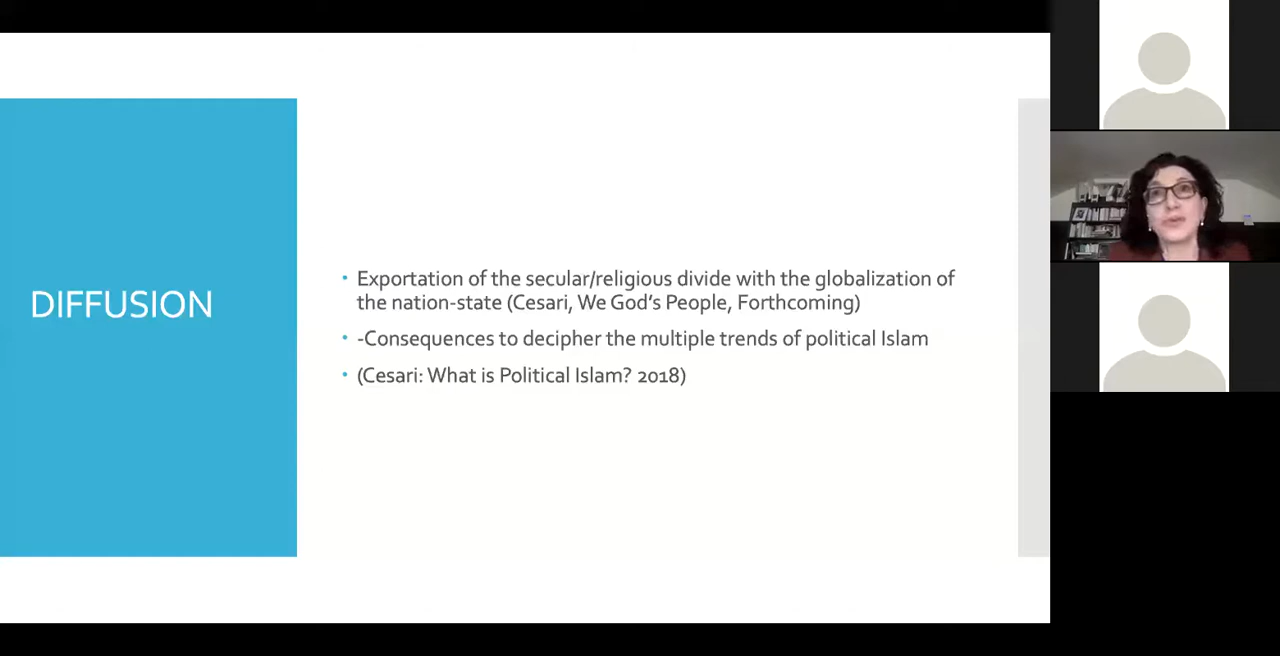 DIFFUSION
• Exportation of the secular/religious divide with the globalization of
the nation-state (Cesari, We God's People, Forthcoming)
• -Consequences to decipher the multiple trends of political Islam
• (Cesari: What is Political Islam? 2018)